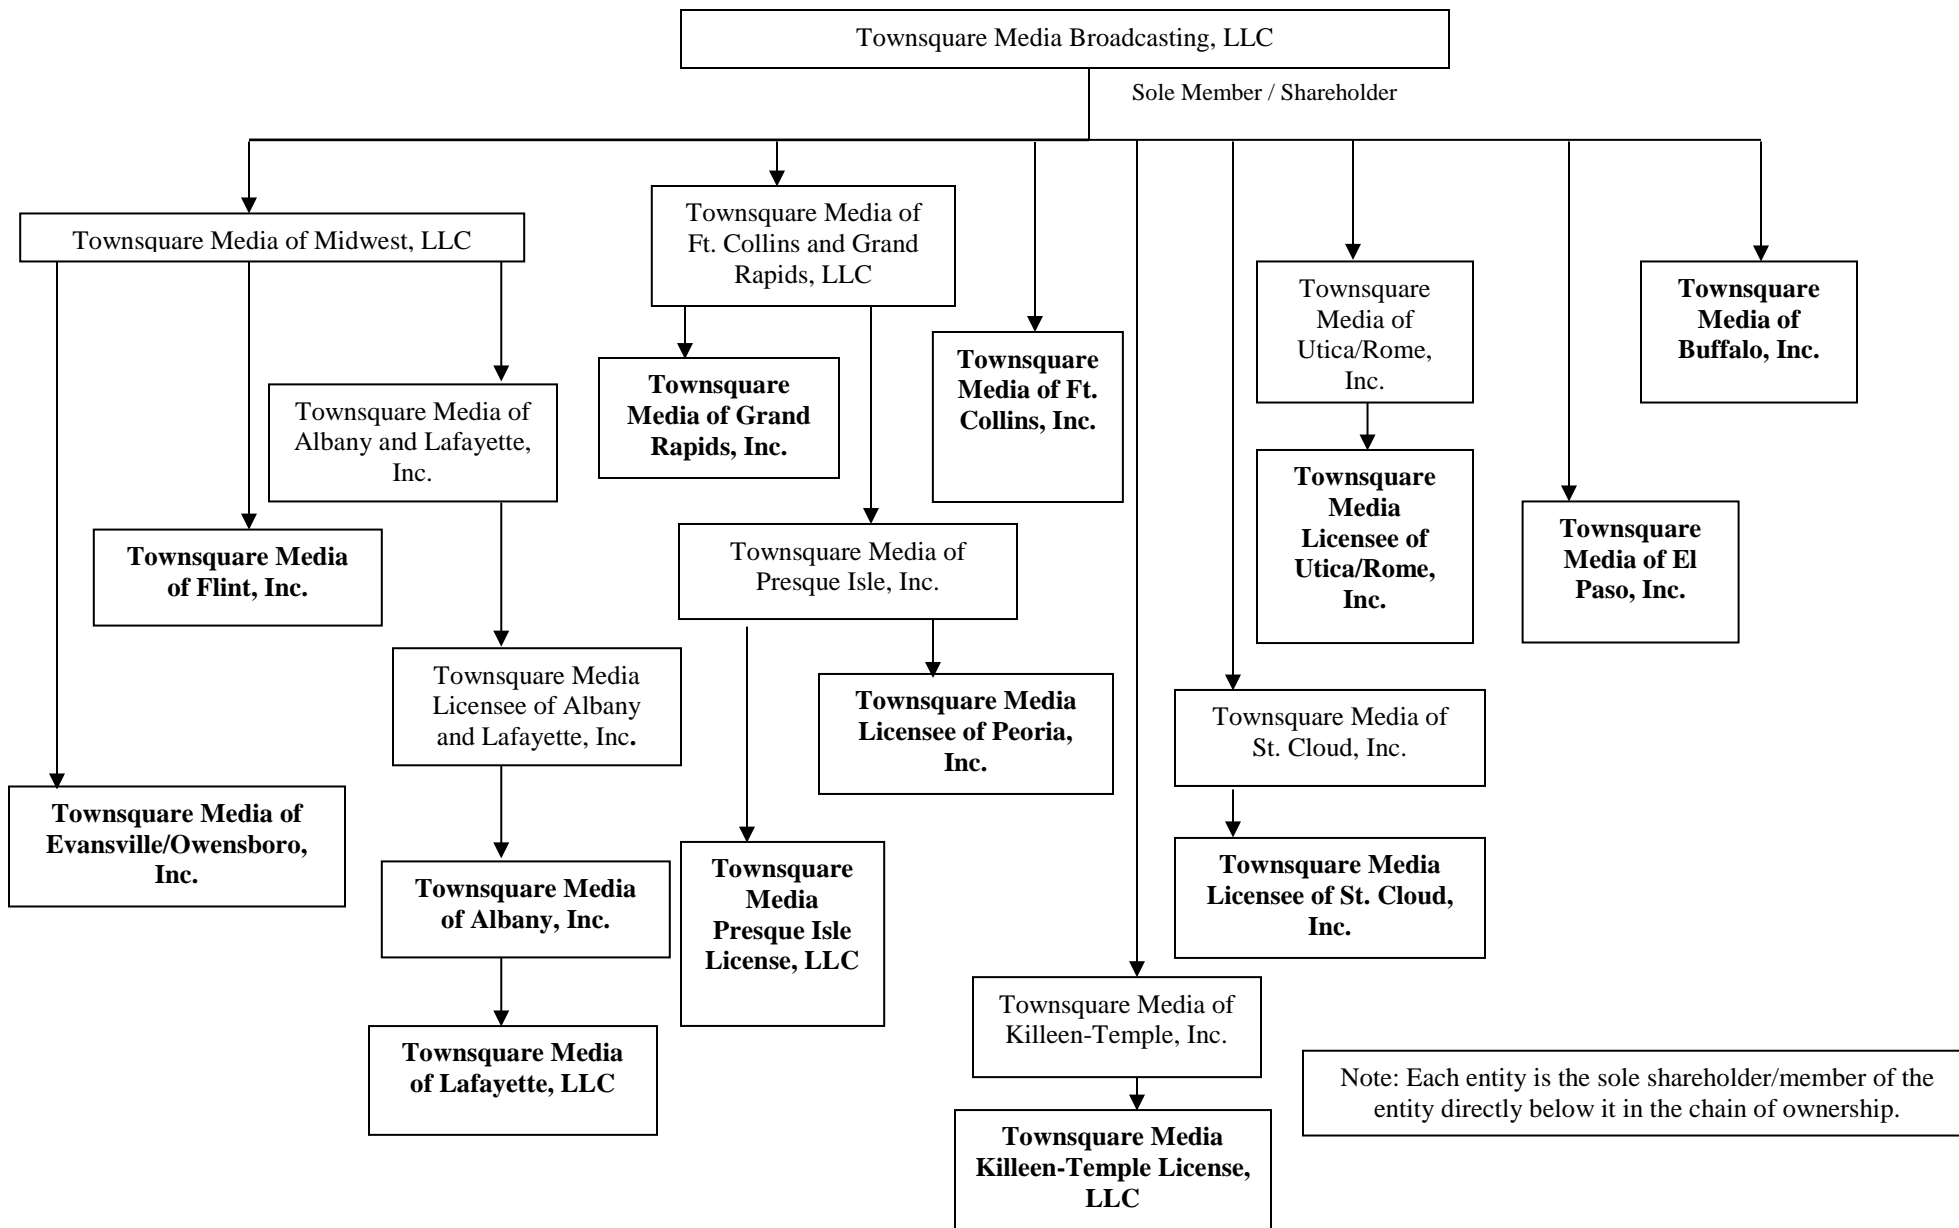 Townsquare Media Broadcasting, LLC
Sole Member / Shareholder
Townsquare Media of Midwest, LLC
Townsquare Media of
Ft. Collins and Grand
Rapids, LLC
Townsquare
Media of
Utica/Rome,
Inc.
Townsquare
Media of
Buffalo, Inc.
Townsquare
Media of Grand
Rapids, Inc.
Townsquare
Media of Ft.
Collins, Inc.
Townsquare Media of
Albany and Lafayette,
Inc.
Townsquare
Media
Licensee of
Utica/Rome,
Inc.
Townsquare
Media of El
Paso, Inc.
Townsquare Media
of Flint, Inc.
Townsquare Media of
Presque Isle, Inc.
Townsquare Media
Licensee of Albany
and Lafayette, Inc.
Townsquare Media
Licensee of Peoria,
Inc.
Townsquare Media of
St. Cloud, Inc.
Townsquare Media of
Evansville/Owensboro,
Inc.
Townsquare Media
of Albany, Inc.
Townsquare
Media
Presque Isle
License, LLC
Townsquare Media
Licensee of St. Cloud,
Inc.
Townsquare Media of
Killeen-Temple, Inc.
Townsquare Media
of Lafayette, LLC
Note: Each entity is the sole shareholder/member of the
entity directly below it in the chain of ownership.
Townsquare Media
Killeen-Temple License,
LLC